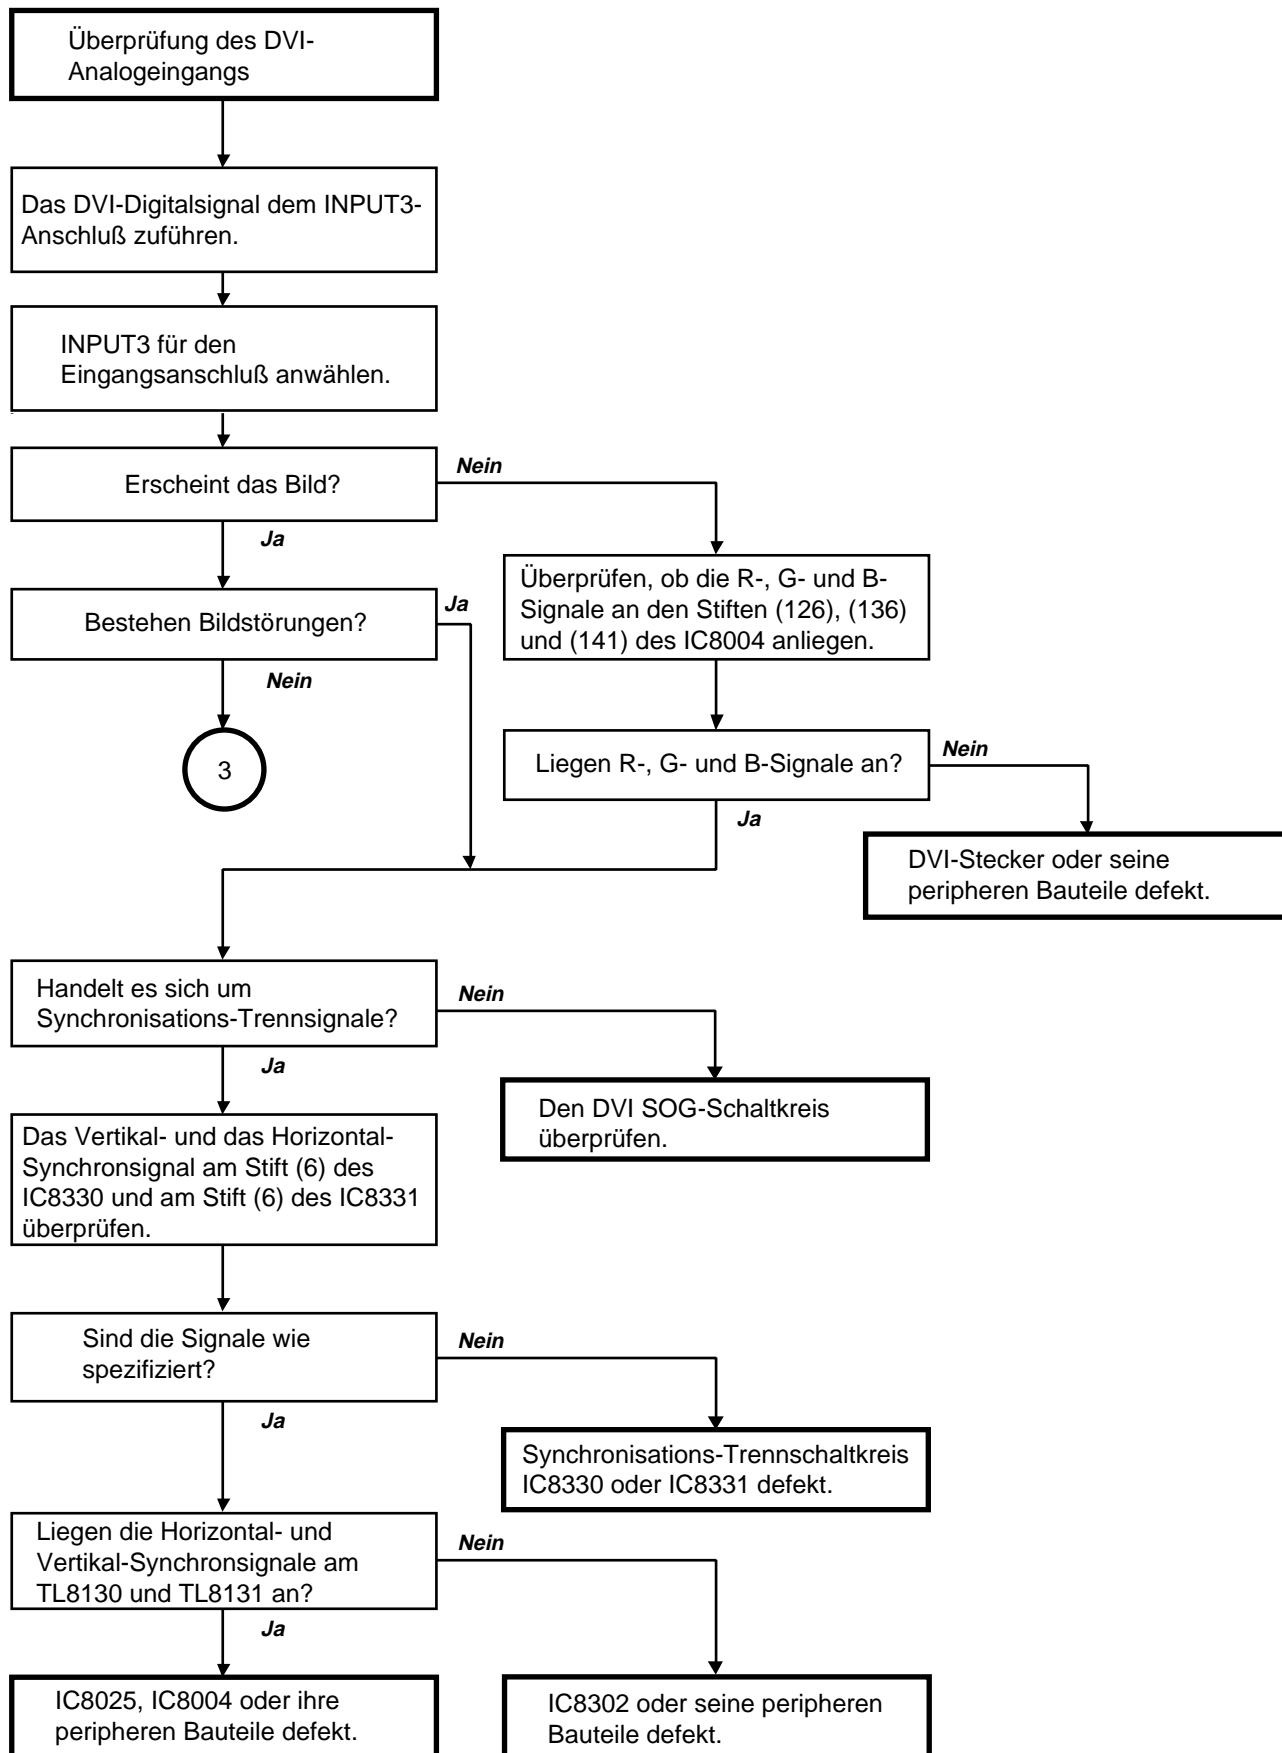 Überprüfung des DVI-
Analogeingangs
Das DVI-Digitalsignal dem INPUT3-
Anschluß zuführen.
INPUT3 für den
Eingangsanschluß anwählen.
Erscheint das Bild?
Nein
Ja
Überprüfen, ob die R-, G- und B-
Signale an den Stiften (126), (136)
und (141) des IC8004 anliegen.
Bestehen Bildstörungen?
Ja
Nein
3
Liegen R-, G- und B-Signale an?
Nein
Ja
DVI-Stecker oder seine
peripheren Bauteile defekt.
Handelt es sich um
Synchronisations-Trennsignale?
Nein
Ja
Den DVI SOG-Schaltkreis
überprüfen.
Das Vertikal- und das Horizontal-
Synchronsignal am Stift (6) des
IC8330 und am Stift (6) des IC8331
überprüfen.
Sind die Signale wie
spezifiziert?
Nein
Ja
Synchronisations-Trennschaltkreis
IC8330 oder IC8331 defekt.
Liegen die Horizontal- und
Vertikal-Synchronsignale am
TL8130 und TL8131 an?
Nein
Ja
IC8025, IC8004 oder ihre
peripheren Bauteile defekt.
IC8302 oder seine peripheren
Bauteile defekt.